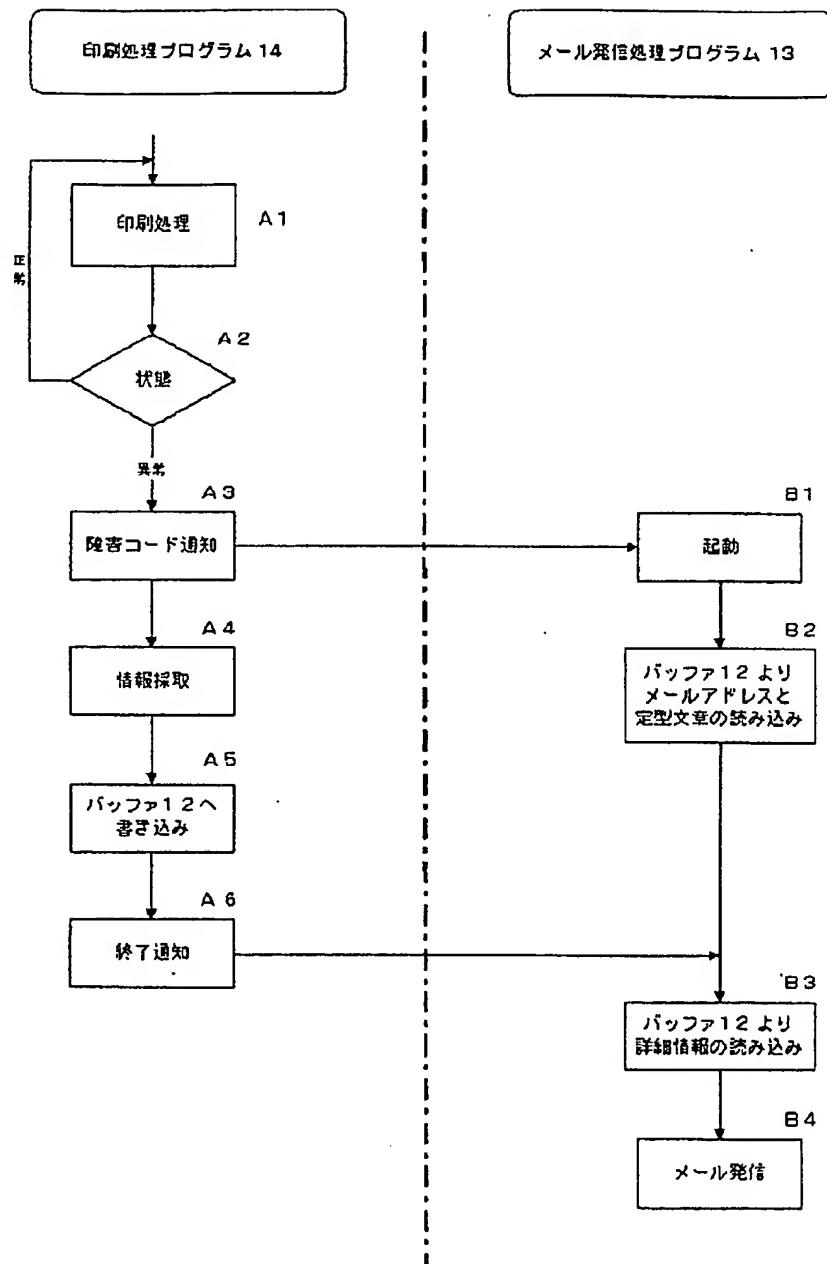 印刷処理プログラム 14
メール発信処理プログラム 13
印刷処理
A1
正常
A2
状態
異常
A3
障害コード通知
B1
起動
A4
情報採取
B2
バッファ12より
メールアドレスと
定型文章の読み込み
A5
バッファ12へ
書き込み
A6
終了通知
B3
バッファ12より
詳細情報の読み込み
B4
メール発信